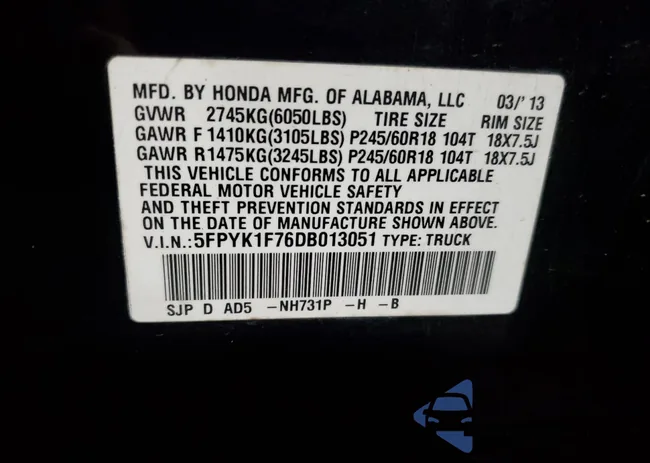 MFD. BY HONDA MFG. OF ALABAMA, LLC 03/'13
GVWR 2745KG(6050LBS) TIRE SIZE RIM SIZE
GAWR F 1410KG(3105LBS) P245/60R18 104T 18X7.5J
GAWR R1475KG(3245LBS) P245/60R18 104T 18X7.5J
THIS VEHICLE CONFORMS TO ALL APPLICABLE
FEDERAL MOTOR VEHICLE SAFETY
AND THEFT PREVENTION STANDARDS IN EFFECT
ON DATE OF MANUFACTURE SHOWN ABOVE.
V.I.N.:5FPYK1F76DB013051 TYPE: TRUCK
SJP D AD5 -NH731P -H -B